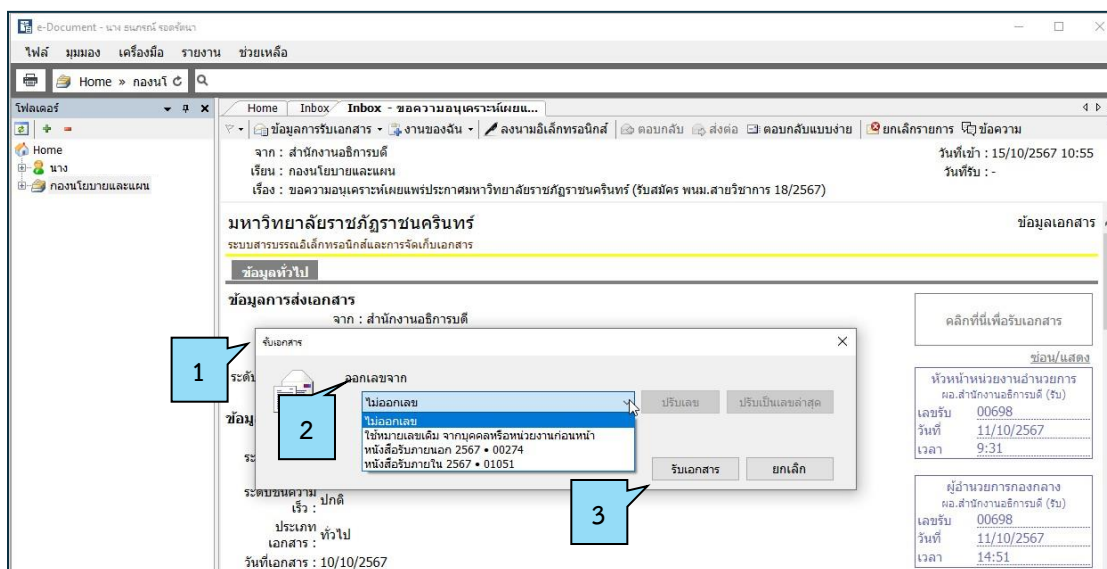 e-Document - นาง ธนภรณ์ รอดรัตนา
ไฟล์ มุมมอง เครื่องมือ รายงาน ช่วยเหลือ
Home » กองนโ
โฟลเดอร์
Home Inbox Inbox - ขอความอนุเคราะห์เผยแ...
ข้อมูลการรับเอกสาร งานของฉัน ลงนามอิเล็กทรอนิกส์ ตอบกลับ ส่งต่อ ตอบกลับแบบง่าย ยกเลิกรายการ ข้อความ
Home
นาง
กองนโยบายและแผน
จาก : สำนักงานอธิการบดี
วันที่เข้า : 15/10/2567 10:55
เรียน : กองนโยบายและแผน
วันที่รับ : -
เรื่อง : ขอความอนุเคราะห์เผยแพร่ประกาศมหาวิทยาลัยราชภัฏราชนครินทร์ (รับสมัคร พนม.สายวิชาการ 18/2567)
มหาวิทยาลัยราชภัฏราชนครินทร์
ข้อมูลเอกสาร
ระบบสารบรรณอิเล็กทรอนิกส์และการจัดเก็บเอกสาร
ข้อมูลทั่วไป
ข้อมูลการส่งเอกสาร
จาก : สำนักงานอธิการบดี
คลิกที่นี่เพื่อรับเอกสาร
ซ่อน/แสดง
1
รับเอกสาร
ออกเลขจาก
2
ไม่ออกเลข
ปรับเลข
ปรับเป็นเลขล่าสุด
ไม่ออกเลข
ใช้หมายเลขเดิม จากบุคคลหรือหน่วยงานก่อนหน้า
หนังสือรับภายนอก 2567 • 00274
หนังสือรับภายใน 2567 • 01051
รับเอกสาร
ยกเลิก
3
ระดับชั้นความเร็ว : ปกติ
ประเภท
เอกสาร : ทั่วไป
วันที่เอกสาร : 10/10/2567
หัวหน้าหน่วยงานอำนวยการ
ผอ.สำนักงานอธิการบดี (รับ)
เลขรับ 00698
วันที่ 11/10/2567
เวลา 9:31
ผู้อำนวยการกองกลาง
ผอ.สำนักงานอธิการบดี (รับ)
เลขรับ 00698
วันที่ 11/10/2567
เวลา 14:51